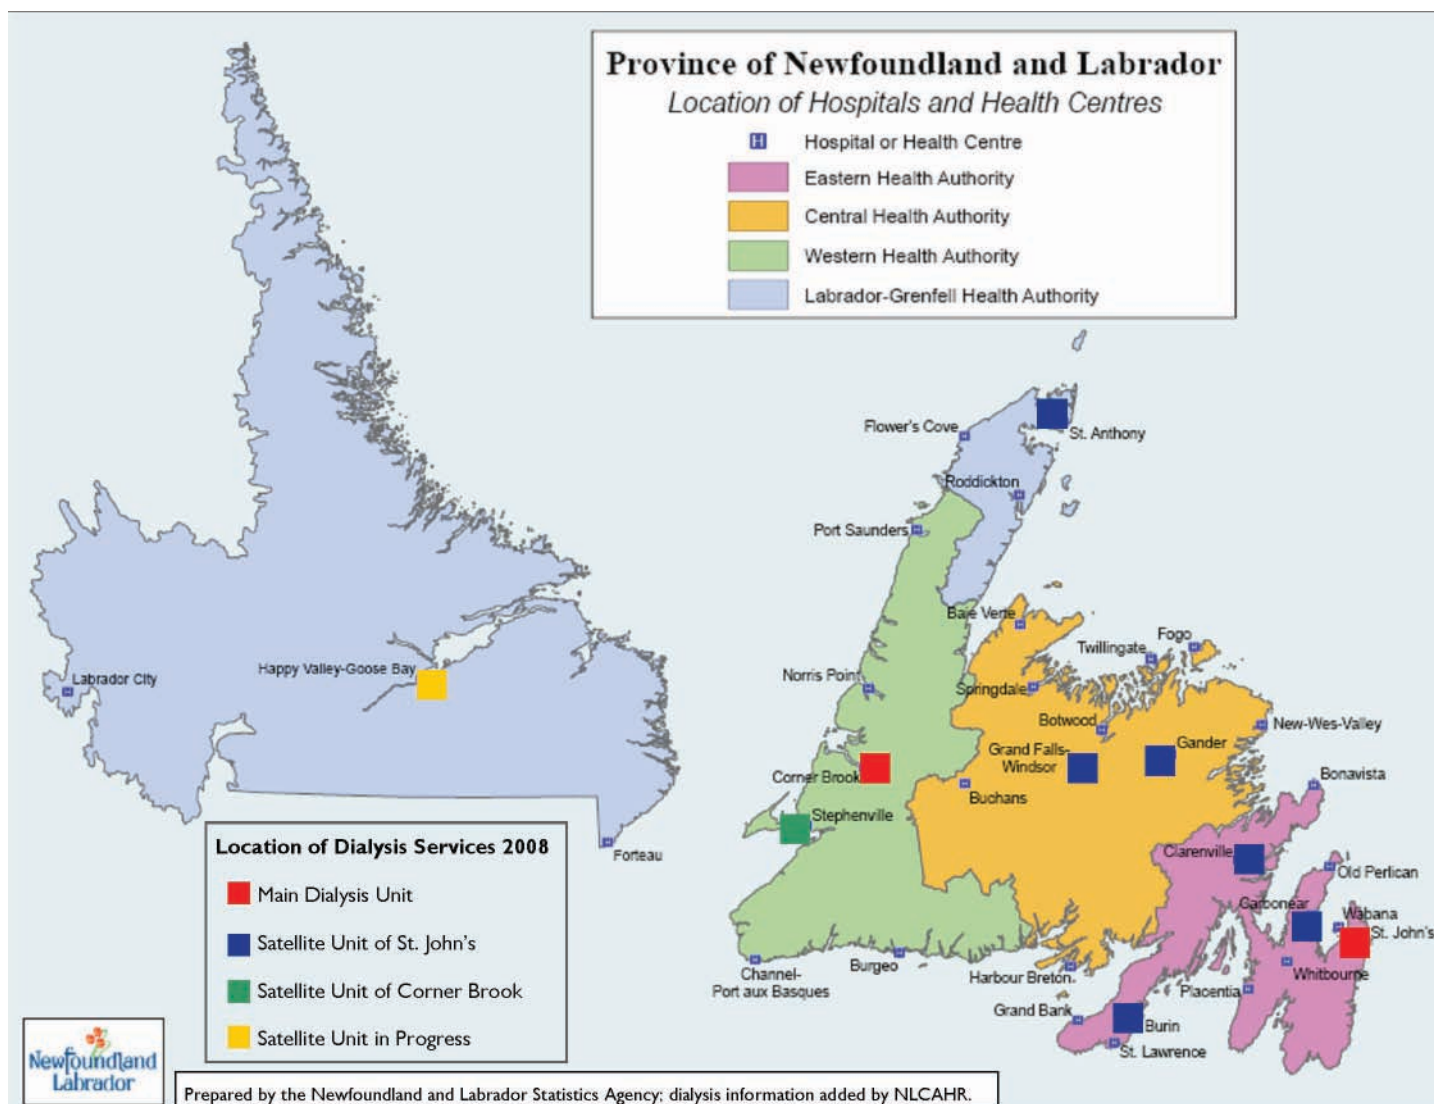 Province of Newfoundland and Labrador
Location of Hospitals and Health Centres
H Hospital or Health Centre
Eastern Health Authority
Central Health Authority
Western Health Authority
Labrador-Grenfell Health Authority
Flower's Cove
St. Anthony
Roddickton
Port Saunders
Baie Verte
Fogo
Twillingate
Happy Valley-Goose Bay
Labrador City
Norris Point
Springdale
Botwood
New-Wes-Valley
Gander
Grand Falls-
Windsor
Corner Brook
Buchans
Bonavista
Stephenville
Forteau
Clarenville
Old Perlican
Carbonear
Wabana
St. John's
Whitbourne
Placentia
Channel-
Port aux Basques
Burgeo
Harbour Breton
Grand Bank
Burin
St. Lawrence
Location of Dialysis Services 2008
Main Dialysis Unit
Satellite Unit of St. John's
Satellite Unit of Corner Brook
Satellite Unit in Progress
Newfoundland
Labrador
Prepared by the Newfoundland and Labrador Statistics Agency; dialysis information added by NLCAHR.